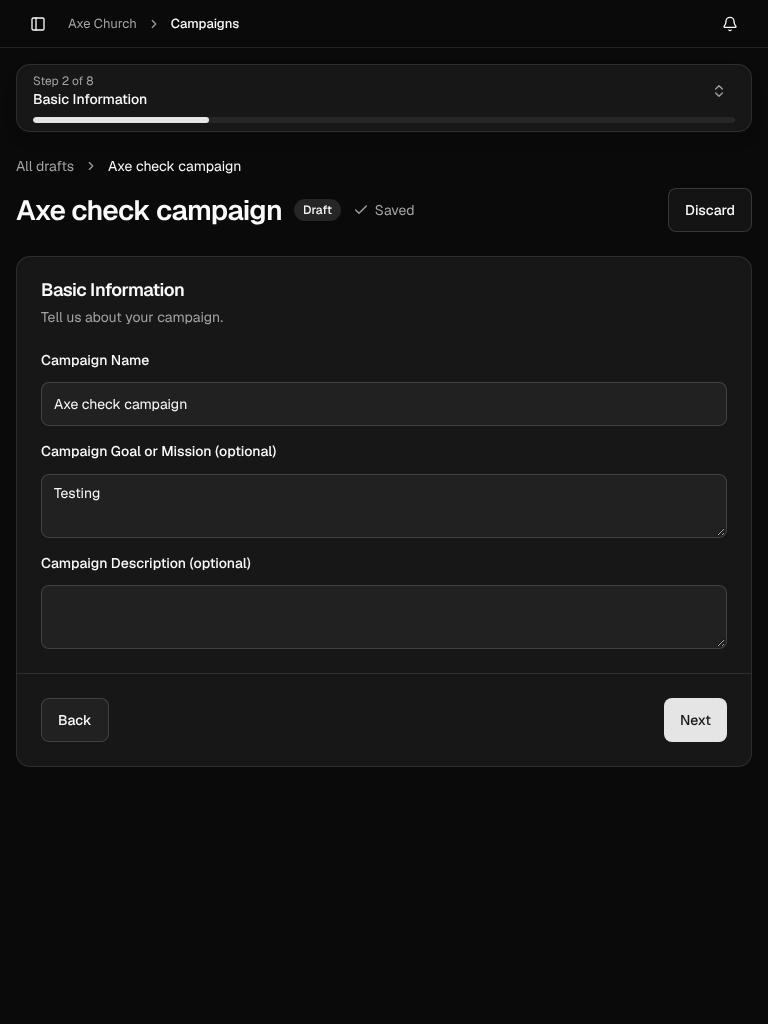 Axe Church > Campaigns
Step 2 of 8
Basic Information
All drafts > Axe check campaign
Axe check campaign Draft Saved Discard
Basic Information
Tell us about your campaign.
Campaign Name
Axe check campaign
Campaign Goal or Mission (optional)
Testing
Campaign Description (optional)
Back Next